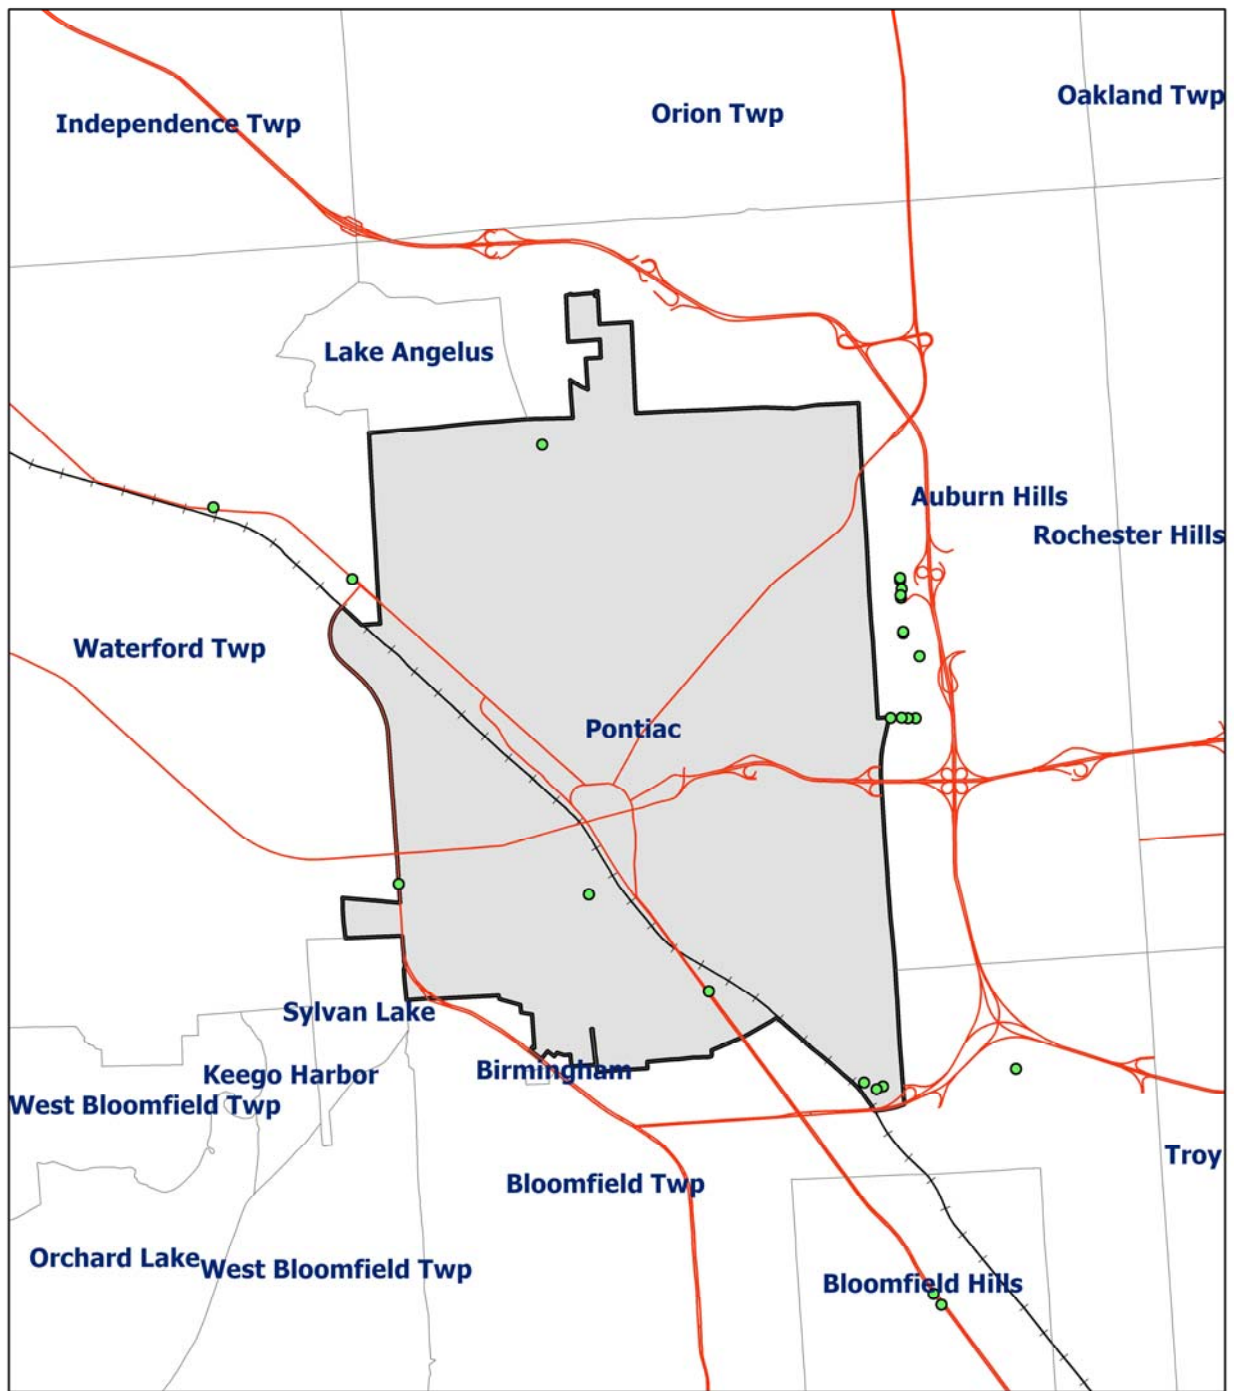 Oakland Twp
Orion Twp
Independence Twp
Lake Angelus
Auburn Hills
Rochester Hills
Waterford Twp
Pontiac
Sylvan Lake
Birmingham
Keego Harbor
West Bloomfield Twp
Troy
Bloomfield Twp
Orchard Lake
West Bloomfield Twp
Bloomfield Hills